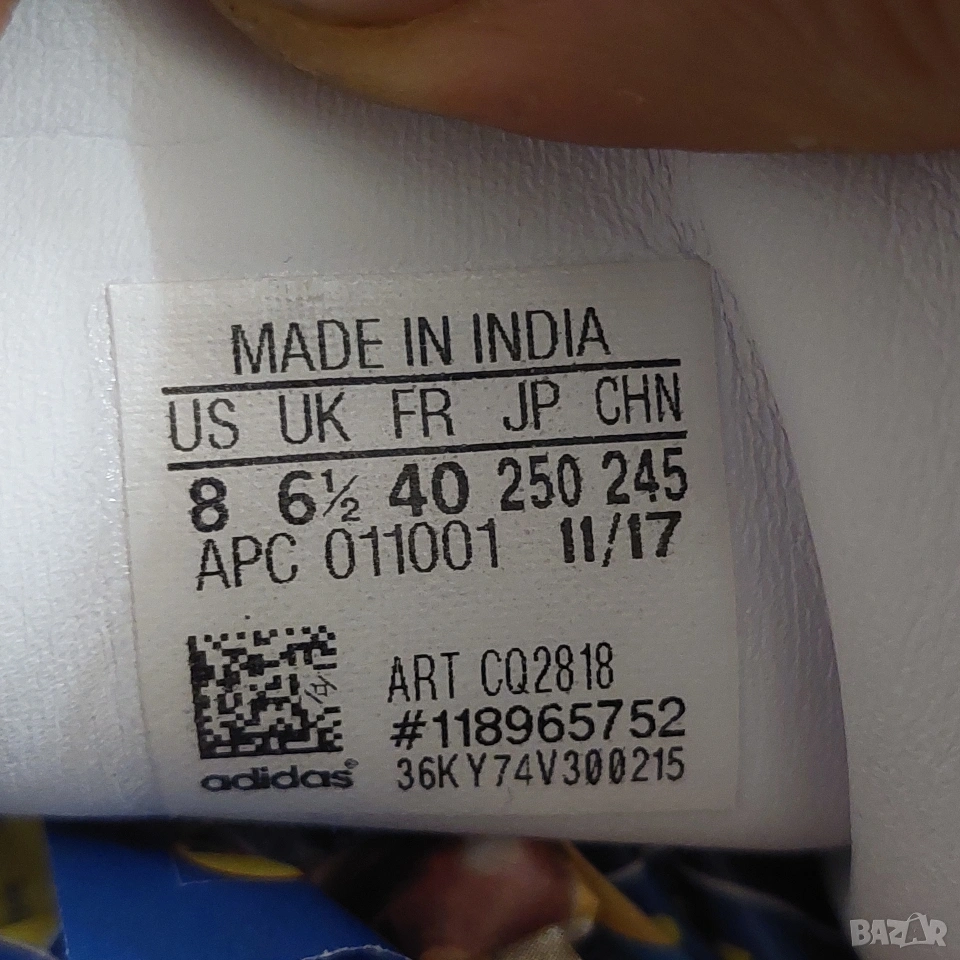 MADE IN INDIA
US UK FR JP CHN
8 6½ 40 250 245
APC 011001 11/17
ART CQ2818
#118965752
adidas® 36KY74V300215
BAZAR